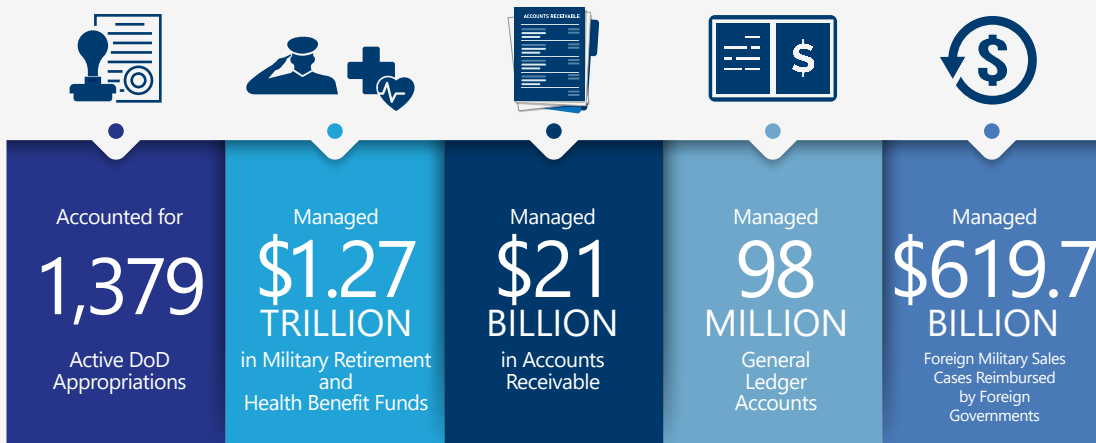 ACCOUNTS RECEIVABLE
$
$
Accounted for
1,379
Active DoD
Appropriations
Managed
$1.27
TRILLION
in Military Retirement
and
Health Benefit Funds
Managed
$21
BILLION
in Accounts
Receivable
Managed
98
MILLION
General
Ledger
Accounts
Managed
$619.7
BILLION
Foreign Military Sales
Cases Reimbursed
by Foreign
Governments